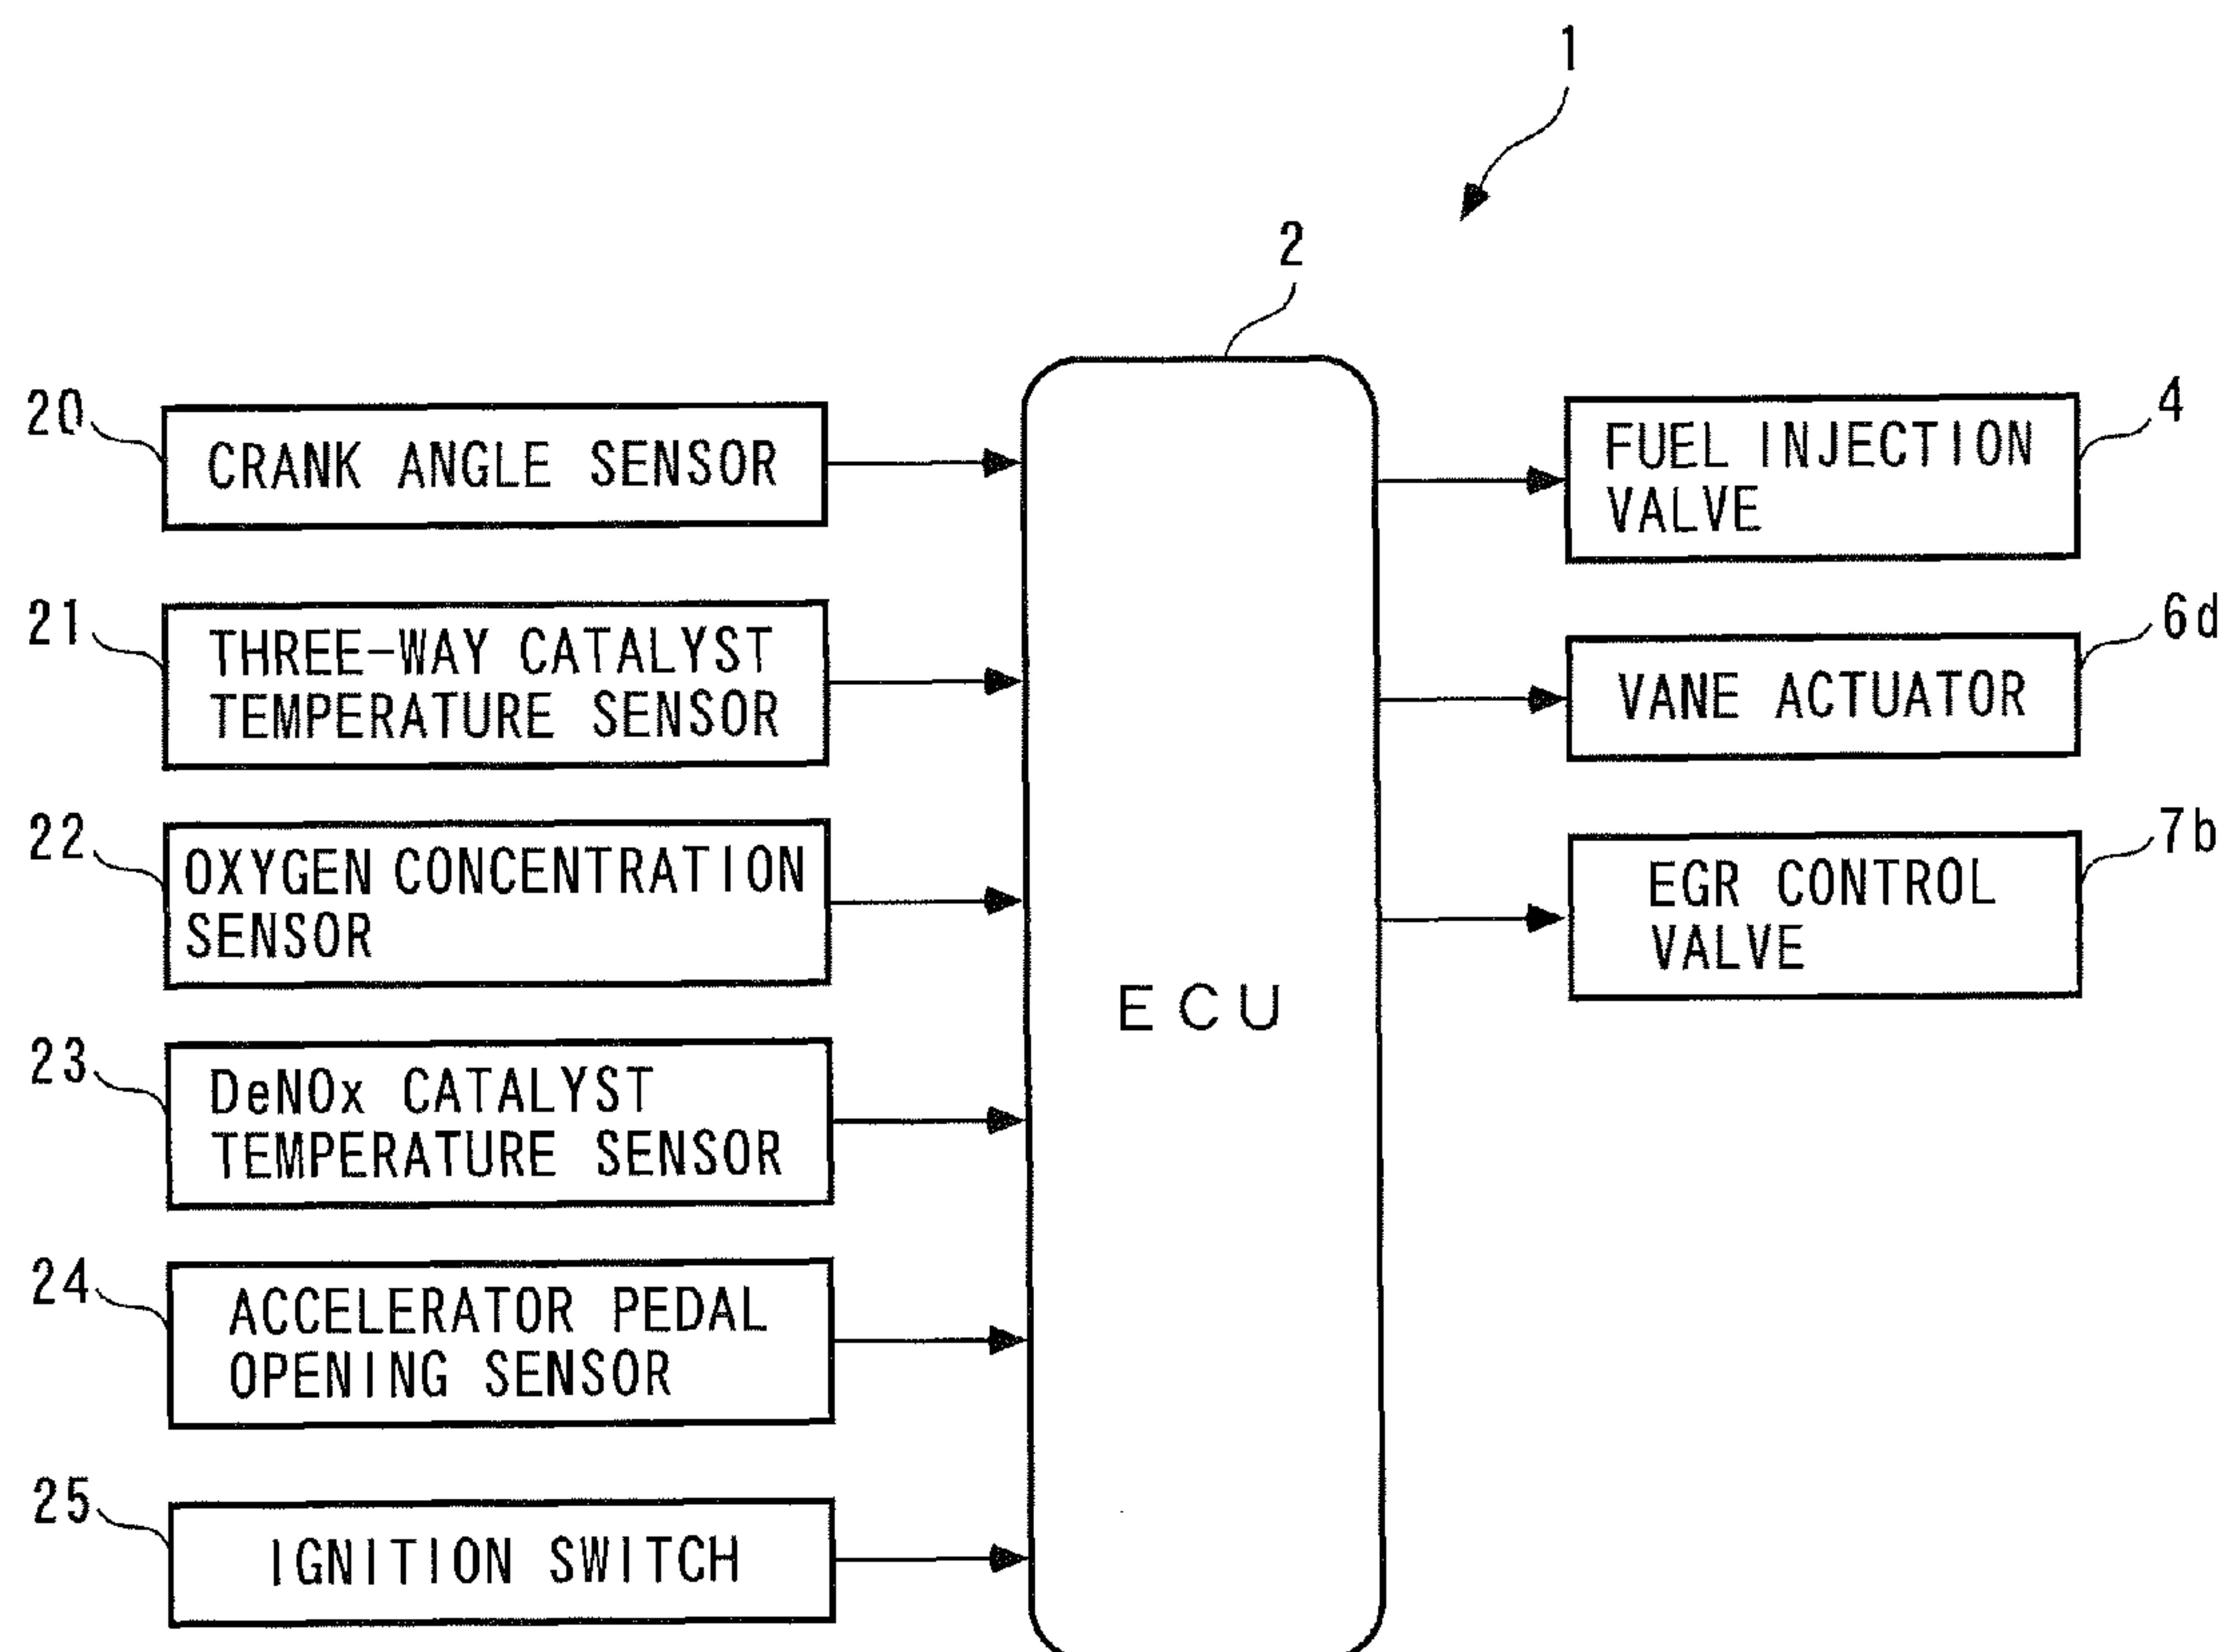 1
2
20
CRANK ANGLE SENSOR
21
THREE-WAY CATALYST
TEMPERATURE SENSOR
22
OXYGEN CONCENTRATION
SENSOR
23
DeNOx CATALYST
TEMPERATURE SENSOR
24
ACCELERATOR PEDAL
OPENING SENSOR
25
IGNITION SWITCH
ECU
4
FUEL INJECTION
VALVE
6d
VANE ACTUATOR
7b
EGR CONTROL
VALVE